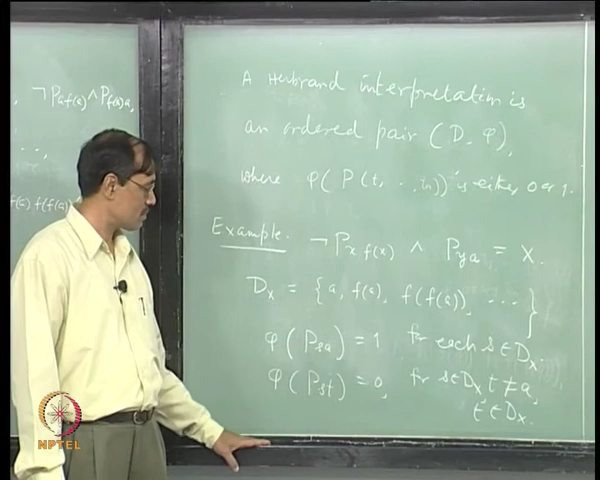 , ¬Paf(a) ∧ Pf(a)a,
..,
f(a) f(f(a)
A Herbrand interpretation is
an ordered pair (D, φ),
where φ(P(t, .., tn)) is either 0 or 1.
Example. ¬Px f(x) ∧ Pya = X.
Dx = {a, f(a), f(f(a)), ...}
φ(Psa) = 1 for each s∈Dx.
φ(Pst) = 0, for s∈Dx t≠a,
t∈Dx.
NPTEL